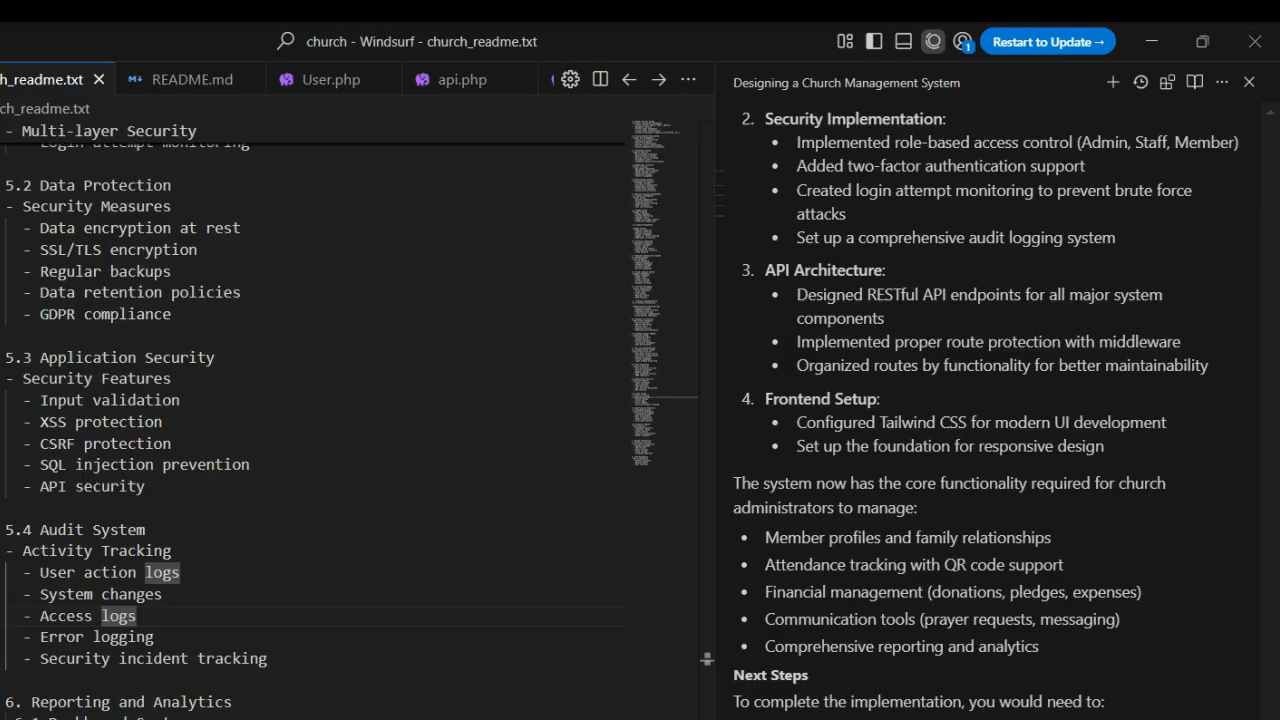 church - Windsurf - church_readme.txt
1
Restart to Update→
h_readme.txt
README.md
User.php
api.php
ch_readme.txt
- Multi-layer Security
- Login attempt monitoring
5.2 Data Protection
- Security Measures
- Data encryption at rest
- SSL/TLS encryption
- Regular backups
- Data retention policies
- GDPR compliance
5.3 Application Security
- Security Features
- Input validation
- XSS protection
- CSRF protection
- SQL injection prevention
- API security
5.4 Audit System
- Activity Tracking
- User action logs
- System changes
- Access logs
- Error logging
- Security incident tracking
6. Reporting and Analytics
Designing a Church Management System
2. Security Implementation:
• Implemented role-based access control (Admin, Staff, Member)
• Added two-factor authentication support
• Created login attempt monitoring to prevent brute force
attacks
• Set up a comprehensive audit logging system
3. API Architecture:
• Designed RESTful API endpoints for all major system
components
• Implemented proper route protection with middleware
• Organized routes by functionality for better maintainability
4. Frontend Setup:
• Configured Tailwind CSS for modern UI development
• Set up the foundation for responsive design
The system now has the core functionality required for church
administrators to manage:
• Member profiles and family relationships
• Attendance tracking with QR code support
• Financial management (donations, pledges, expenses)
• Communication tools (prayer requests, messaging)
• Comprehensive reporting and analytics
Next Steps
To complete the implementation, you would need to: